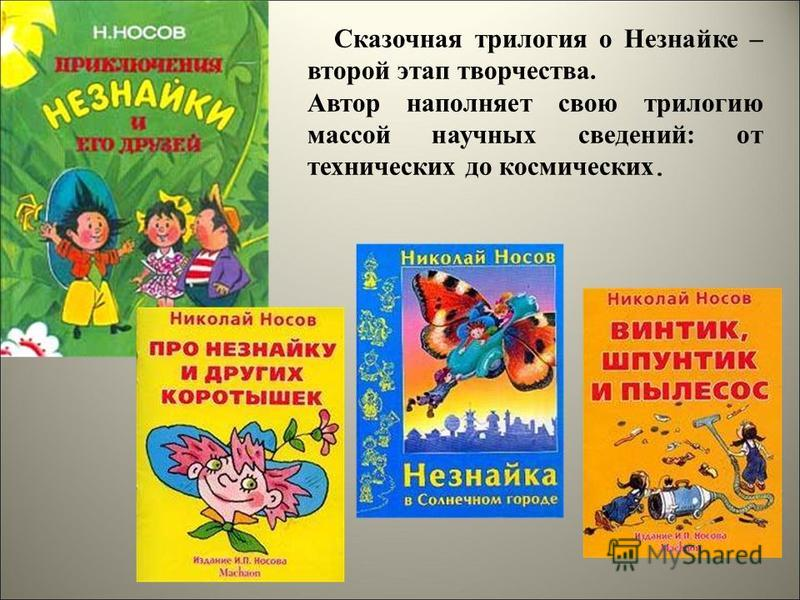 Сказочная трилогия о Незнайке –
второй этап творчества.
Автор наполняет свою трилогию
массой научных сведений: от
технических до космических.
Н.НОСОВ
ПРИКЛЮЧЕНИЯ
НЕЗНАЙКИ
И
ЕГО ДРУЗЕЙ
Николай Носов
ПРО НЕЗНАЙКУ
И ДРУГИХ
КОРОТЫШЕК
Издание И.П. Носова
Machaon
Николай Носов
Незнайка
в Солнечном городе
Николай Носов
ВИНТИК,
ШПУНТИК
И ПЫЛЕСОС
Издание И.П. Носова
Machaon
MyShared